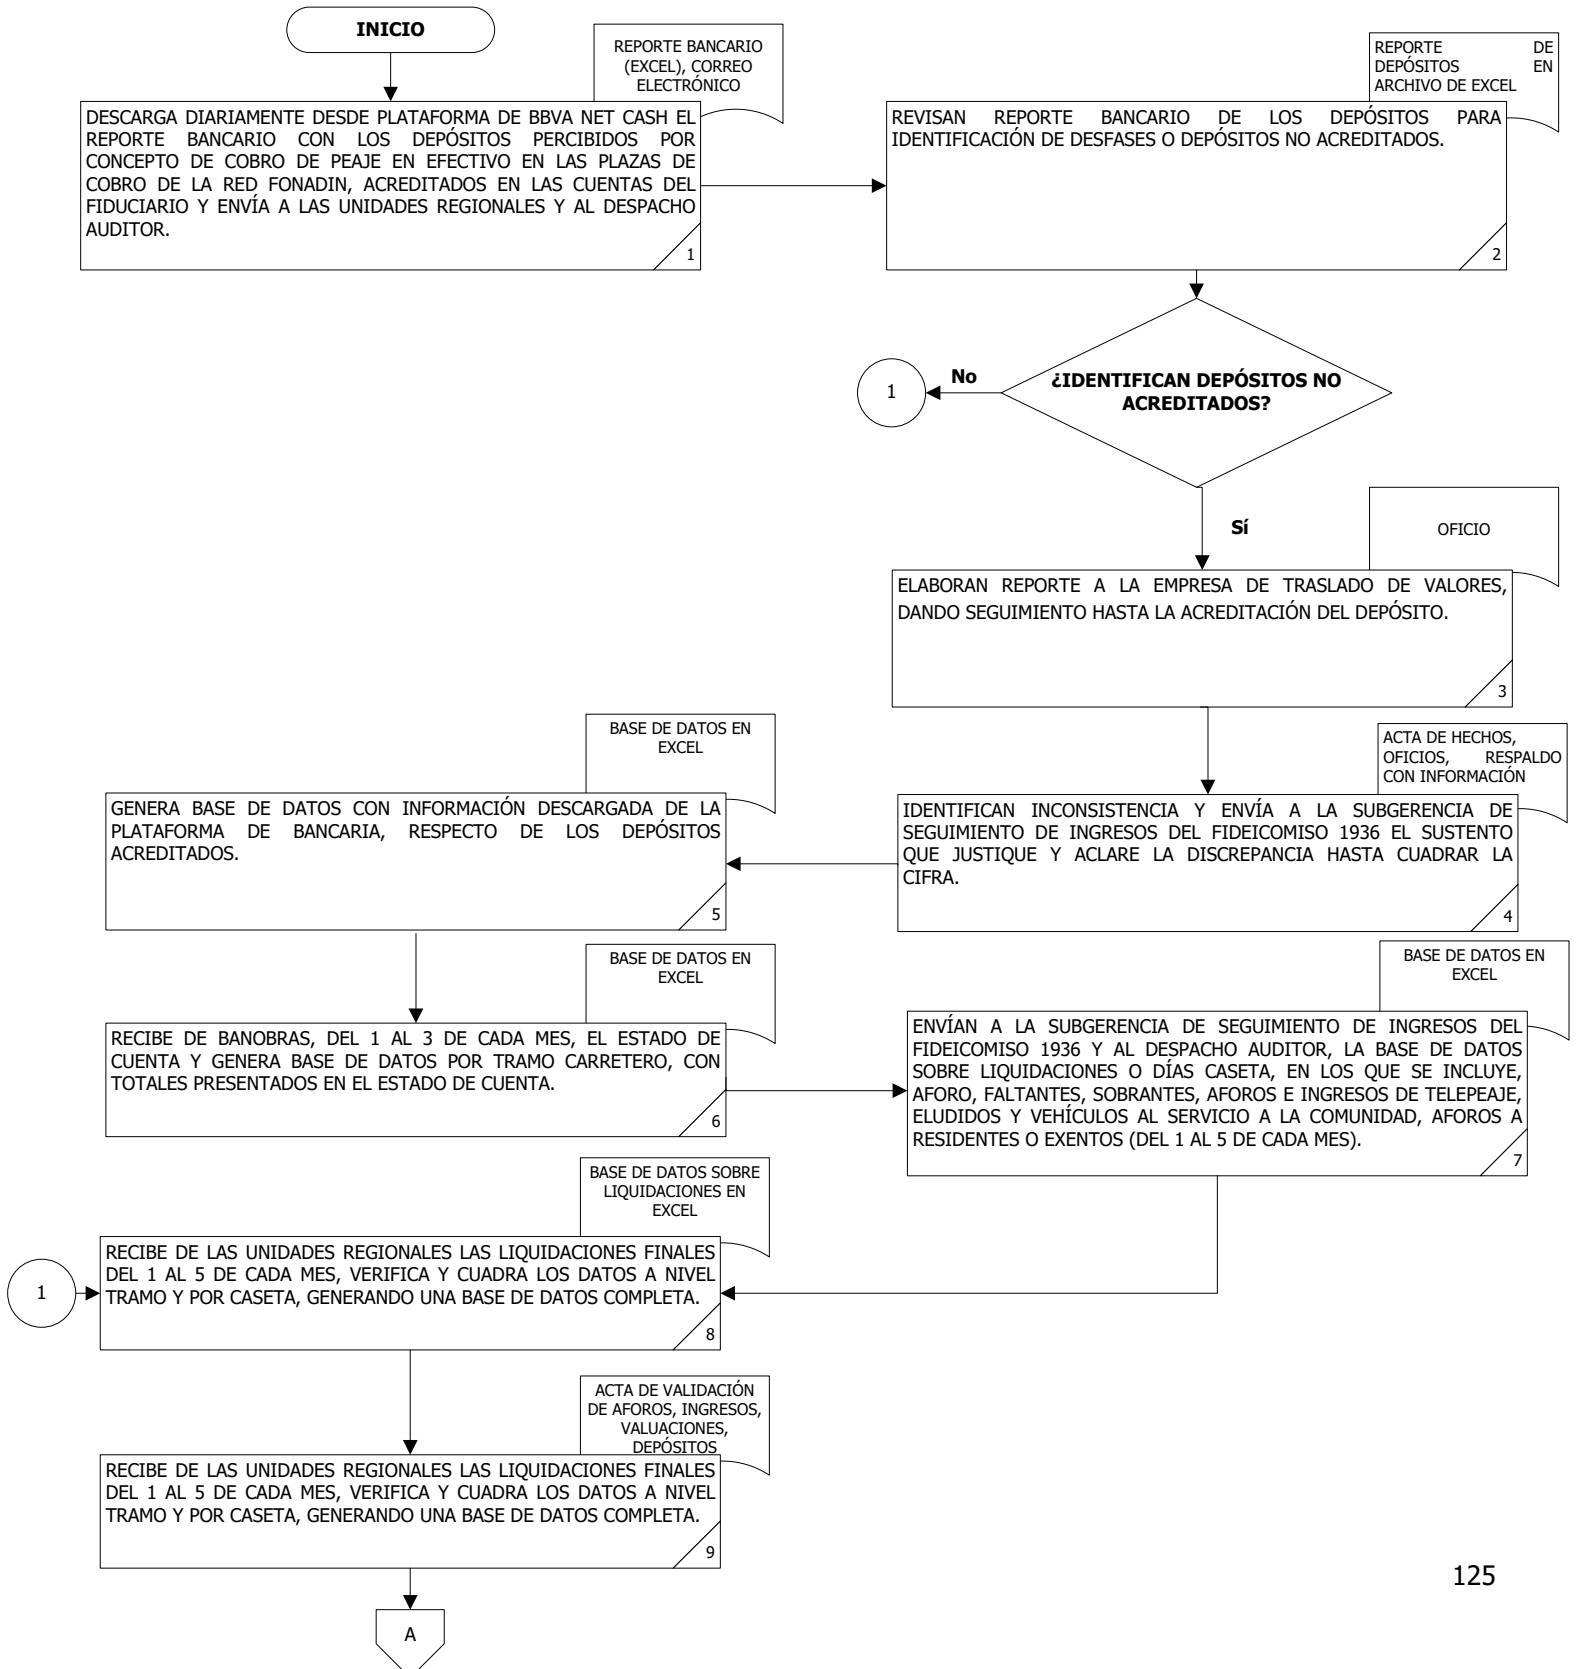 INICIO
REPORTE BANCARIO
(EXCEL), CORREO
ELECTRÓNICO
DESCARGA DIARIAMENTE DESDE PLATAFORMA DE BBVA NET CASH EL
REPORTE BANCARIO CON LOS DEPÓSITOS PERCIBIDOS POR
CONCEPTO DE COBRO DE PEAJE EN EFECTIVO EN LAS PLAZAS DE
COBRO DE LA RED FONADIN, ACREDITADOS EN LAS CUENTAS DEL
FIDUCIARIO Y ENVÍA A LAS UNIDADES REGIONALES Y AL DESPACHO
AUDITOR.
1
REPORTE DE
DEPÓSITOS EN
ARCHIVO DE EXCEL
REVISAN REPORTE BANCARIO DE LOS DEPÓSITOS PARA
IDENTIFICACIÓN DE DESFASES O DEPÓSITOS NO ACREDITADOS.
2
¿IDENTIFICAN DEPÓSITOS NO
ACREDITADOS?
No
1
Sí
OFICIO
ELABORAN REPORTE A LA EMPRESA DE TRASLADO DE VALORES,
DANDO SEGUIMIENTO HASTA LA ACREDITACIÓN DEL DEPÓSITO.
3
ACTA DE HECHOS,
OFICIOS, RESPALDO
CON INFORMACIÓN
IDENTIFICAN INCONSISTENCIA Y ENVÍA A LA SUBGERENCIA DE
SEGUIMIENTO DE INGRESOS DEL FIDEICOMISO 1936 EL SUSTENTO
QUE JUSTIQUE Y ACLARE LA DISCREPANCIA HASTA CUADRAR LA
CIFRA.
4
BASE DE DATOS EN
EXCEL
GENERA BASE DE DATOS CON INFORMACIÓN DESCARGADA DE LA
PLATAFORMA DE BANCARIA, RESPECTO DE LOS DEPÓSITOS
ACREDITADOS.
5
BASE DE DATOS EN
EXCEL
RECIBE DE BANOBRAS, DEL 1 AL 3 DE CADA MES, EL ESTADO DE
CUENTA Y GENERA BASE DE DATOS POR TRAMO CARRETERO, CON
TOTALES PRESENTADOS EN EL ESTADO DE CUENTA.
6
BASE DE DATOS EN
EXCEL
ENVÍAN A LA SUBGERENCIA DE SEGUIMIENTO DE INGRESOS DEL
FIDEICOMISO 1936 Y AL DESPACHO AUDITOR, LA BASE DE DATOS
SOBRE LIQUIDACIONES O DÍAS CASETA, EN LOS QUE SE INCLUYE,
AFORO, FALTANTES, SOBRANTES, AFOROS E INGRESOS DE TELEPEAJE,
ELUDIDOS Y VEHÍCULOS AL SERVICIO A LA COMUNIDAD, AFOROS A
RESIDENTES O EXENTOS (DEL 1 AL 5 DE CADA MES).
7
BASE DE DATOS SOBRE
LIQUIDACIONES EN
EXCEL
1
RECIBE DE LAS UNIDADES REGIONALES LAS LIQUIDACIONES FINALES
DEL 1 AL 5 DE CADA MES, VERIFICA Y CUADRA LOS DATOS A NIVEL
TRAMO Y POR CASETA, GENERANDO UNA BASE DE DATOS COMPLETA.
8
ACTA DE VALIDACIÓN
DE AFOROS, INGRESOS,
VALUACIONES,
DEPÓSITOS
RECIBE DE LAS UNIDADES REGIONALES LAS LIQUIDACIONES FINALES
DEL 1 AL 5 DE CADA MES, VERIFICA Y CUADRA LOS DATOS A NIVEL
TRAMO Y POR CASETA, GENERANDO UNA BASE DE DATOS COMPLETA.
9
A
125